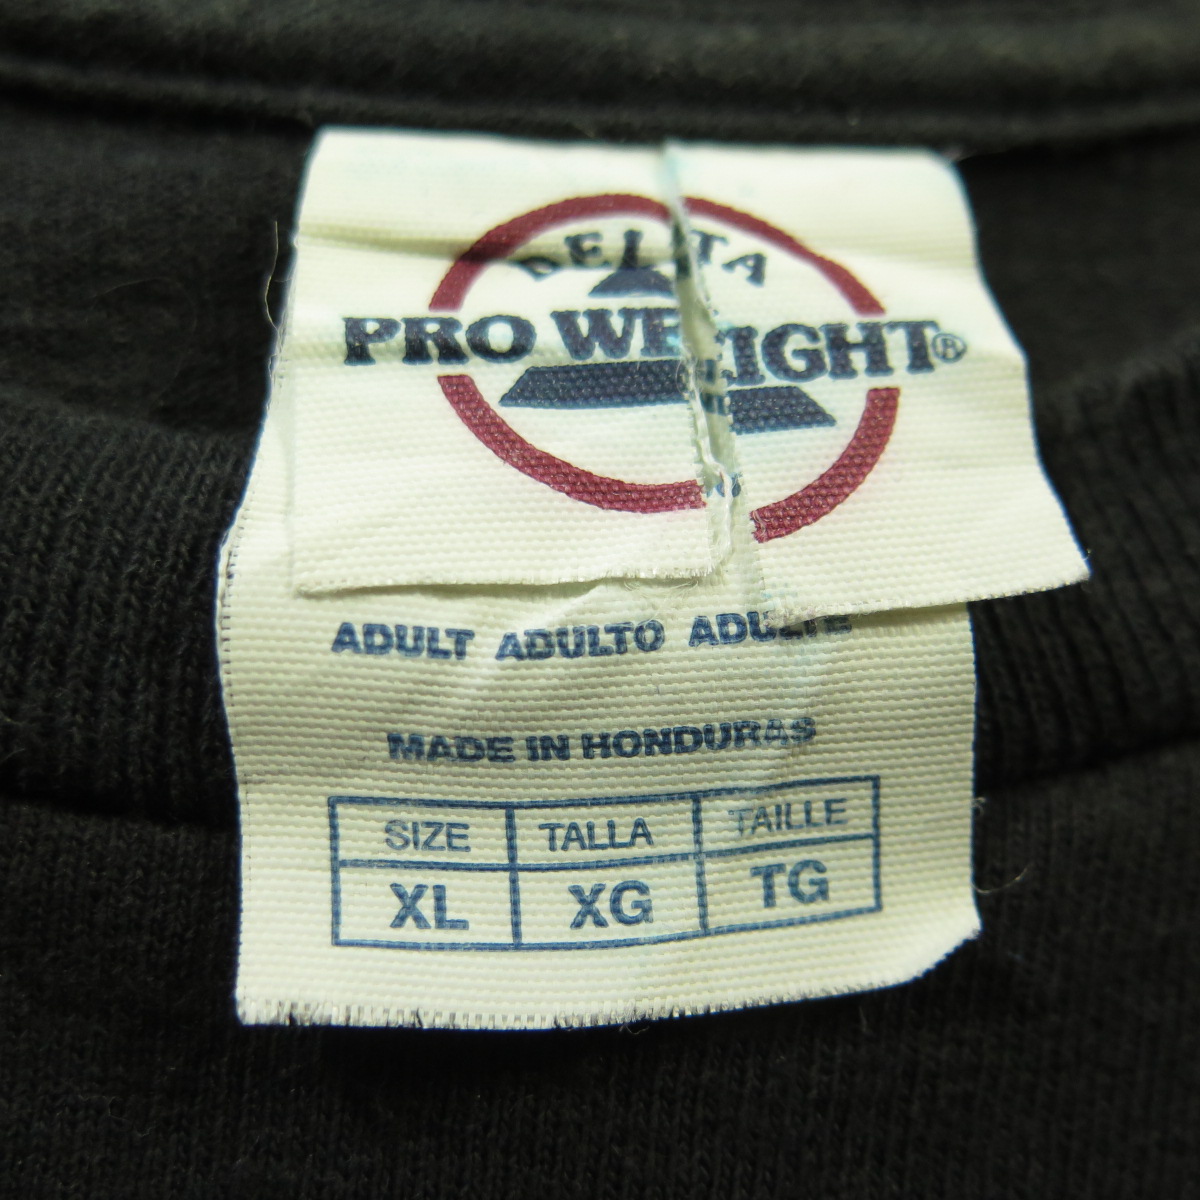 DELTA
PRO WEIGHT®
ADULT ADULTO ADULTE
MADE IN HONDURAS
SIZE TALLA TAILLE
XL XG TG